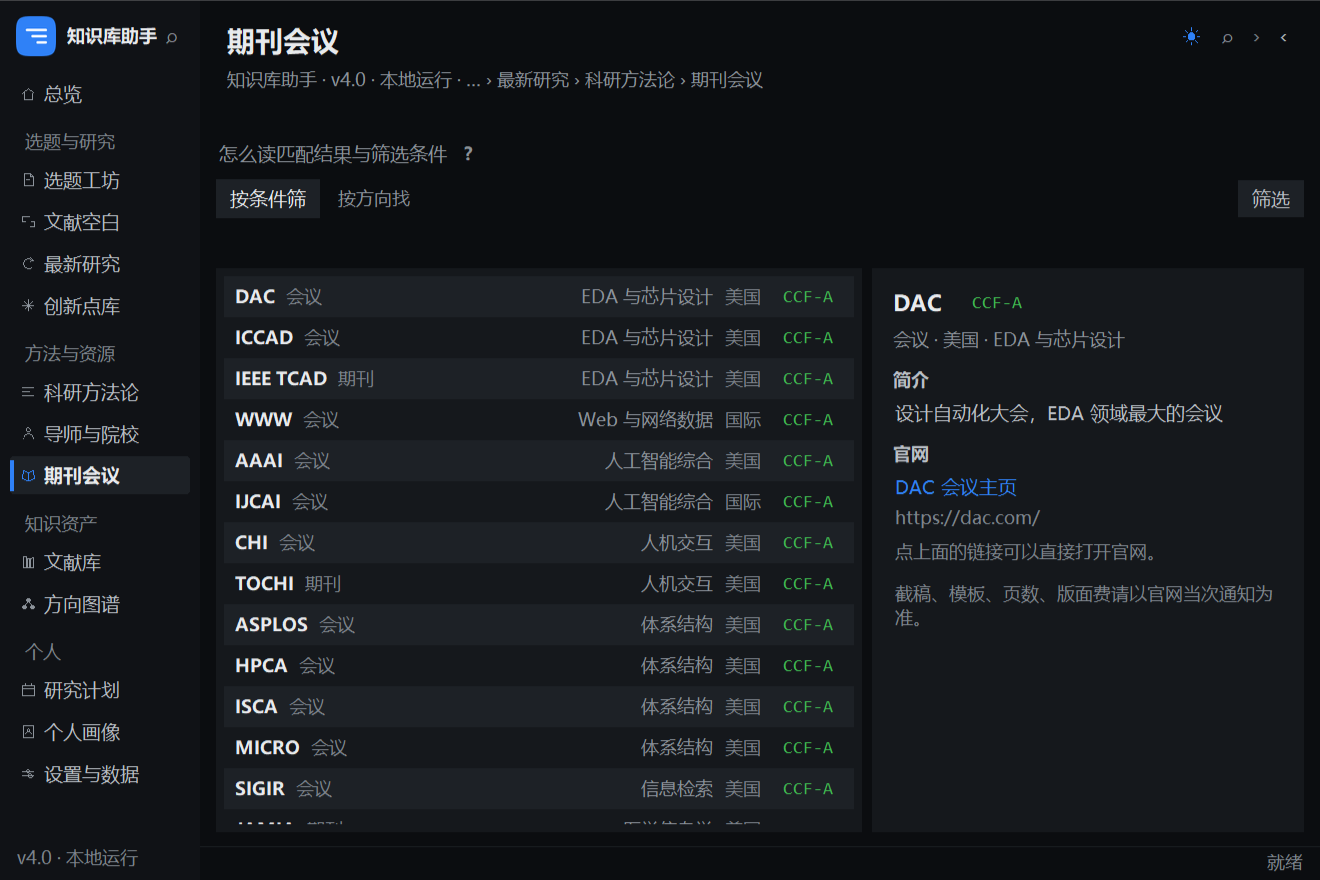 知识库助手
总览
选题与研究
选题工坊
文献空白
最新研究
创新点库
方法与资源
科研方法论
导师与院校
期刊会议
知识资产
文献库
方向图谱
个人
研究计划
个人画像
设置与数据
v4.0 · 本地运行
期刊会议
知识库助手 · v4.0 · 本地运行 · ... › 最新研究 › 科研方法论 › 期刊会议
怎么读匹配结果与筛选条件 ?
按条件筛 按方向找 筛选
DAC 会议 EDA 与芯片设计 美国 CCF-A
ICCAD 会议 EDA 与芯片设计 美国 CCF-A
IEEE TCAD 期刊 EDA 与芯片设计 美国 CCF-A
WWW 会议 Web 与网络数据 国际 CCF-A
AAAI 会议 人工智能综合 美国 CCF-A
IJCAI 会议 人工智能综合 国际 CCF-A
CHI 会议 人机交互 美国 CCF-A
TOCHI 期刊 人机交互 美国 CCF-A
ASPLOS 会议 体系结构 美国 CCF-A
HPCA 会议 体系结构 美国 CCF-A
ISCA 会议 体系结构 美国 CCF-A
MICRO 会议 体系结构 美国 CCF-A
SIGIR 会议 信息检索 美国 CCF-A
DAC CCF-A
会议 · 美国 · EDA 与芯片设计
简介
设计自动化大会，EDA 领域最大的会议
官网
DAC 会议主页
https://dac.com/
点上面的链接可以直接打开官网。
截稿、模板、页数、版面费请以官网当次通知为
准。
就绪